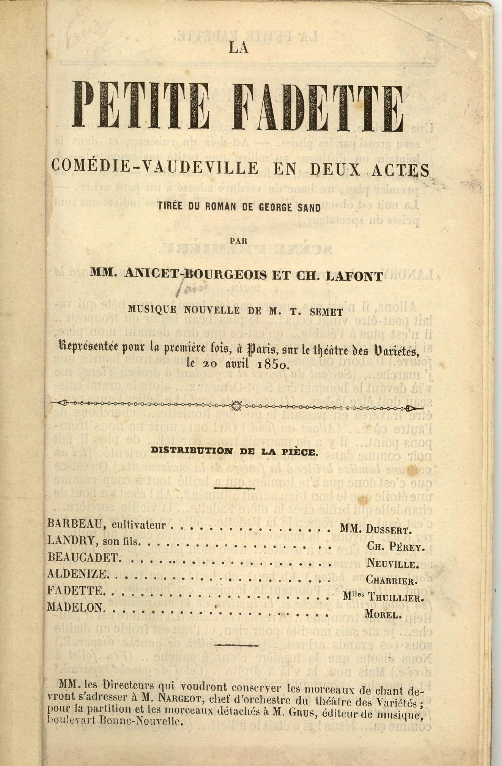 LA
PETITE FADETTE
COMÉDIE-VAUDEVILLE EN DEUX ACTES
TIRÉE DU ROMAN DE GEORGE SAND
PAR
MM. ANICET-BOURGEOIS ET CH. LAFONT
MUSIQUE NOUVELLE DE M. T. SEMET
Représentée pour la première fois, à Paris, sur le théâtre des Variétés,
le 20 avril 1850.
DISTRIBUTION DE LA PIÈCE.
BARBEAU, cultivateur . . . . . . . . . . . . . . . . MM. DUSSERT.
LANDRY, son fils. . . . . . . . . . . . . . . . . . CH. PÉREY.
BEAUCADET. . . . . . . . . . . . . . . . . . . . NEUVILLE.
ALDENIZE. . . . . . . . . . . . . . . . . . . . . CHARRIER.
FADETTE. . . . . . . . . . . . . . . . . . . . . Mlles THUILLIER.
MADELON. . . . . . . . . . . . . . . . . . . . . MOREL.
MM. les Directeurs qui voudront conserver les morceaux de chant de-
vront s'adresser à M. NARGEOT, chef d'orchestre du théâtre des Variétés;
pour la partition et les morceaux détachés à M. GRUS, éditeur de musique,
boulevart Bonne-Nouvelle.